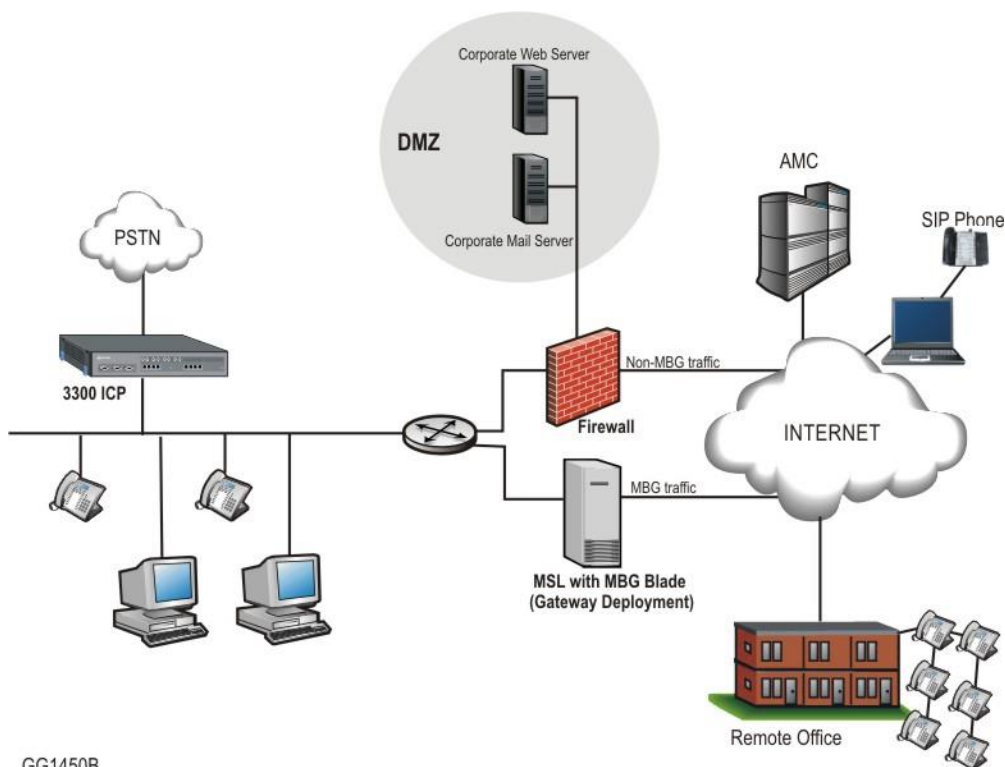 Corporate Web Server
DMZ
Corporate Mail Server
AMC
SIP Phone
PSTN
3300 ICP
Non-MBG traffic
Firewall
INTERNET
MBG traffic
MSL with MBG Blade
(Gateway Deployment)
Remote Office
GG1450B